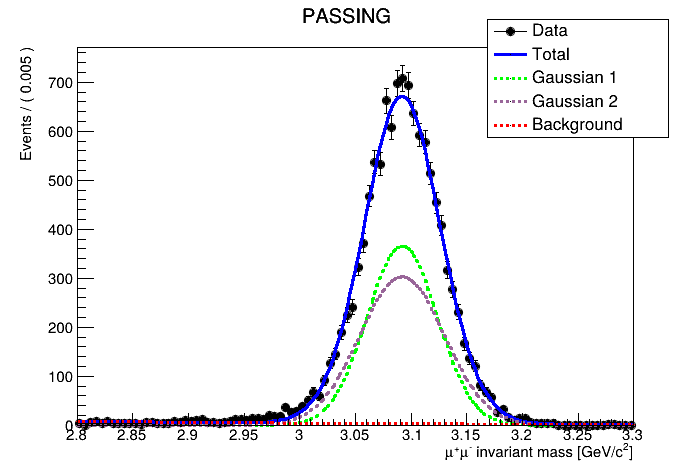 PASSING
Data
Total
Gaussian 1
Gaussian 2
Background
Events / ( 0.005 )
700
600
500
400
300
200
100
0
2.8 2.85 2.9 2.95 3 3.05 3.1 3.15 3.2 3.25 3.3
μ⁺μ⁻ invariant mass [GeV/c²]